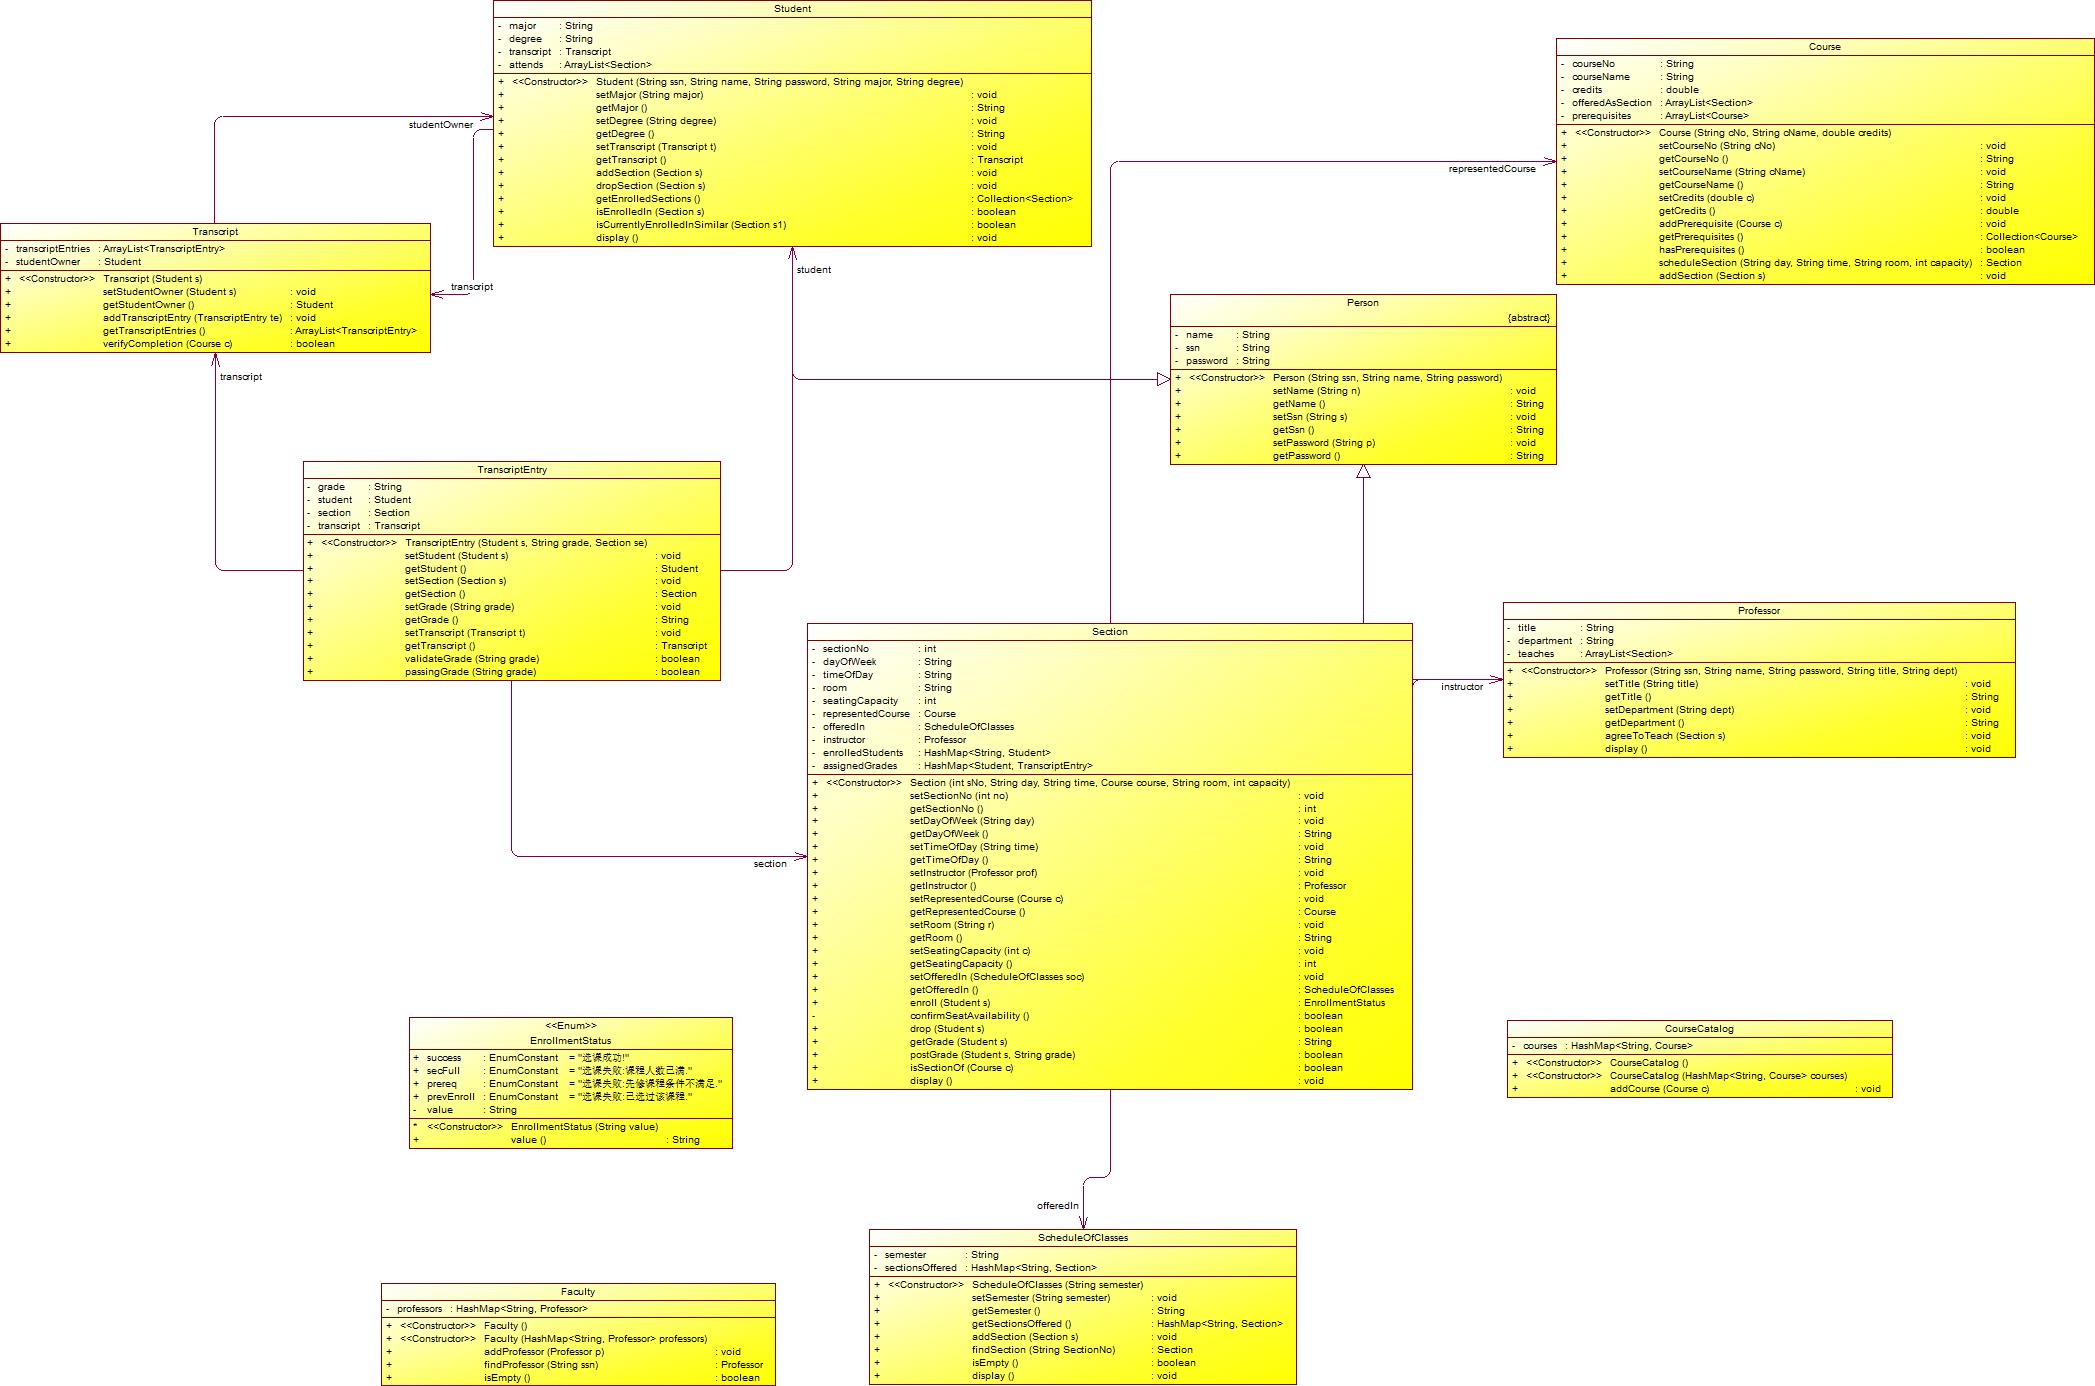 Student
- major : String
- degree : String
- transcript : Transcript
- attends : ArrayList<Section>
+ <<Constructor>> Student (String ssn, String name, String password, String major, String degree)
+ setMajor (String major) : void
+ getMajor () : String
+ setDegree (String degree) : void
+ getDegree () : String
+ setTranscript (Transcript t) : void
+ getTranscript () : Transcript
+ addSection (Section s) : void
+ dropSection (Section s) : void
+ getEnrolledSections () : Collection<Section>
+ isEnrolledIn (Section s) : boolean
+ isCurrentlyEnrolledInSimilar (Section s1) : boolean
+ display () : void
Course
- courseNo : String
- courseName : String
- credits : double
- offeredAsSection : ArrayList<Section>
- prerequisites : ArrayList<Course>
+ <<Constructor>> Course (String cNo, String cName, double credits)
+ setCourseNo (String cNo) : void
+ getCourseNo () : String
+ setCourseName (String cName) : void
+ getCourseName () : String
+ setCredits (double c) : void
+ getCredits () : double
+ addPrerequisite (Course c) : void
+ getPrerequisites () : Collection<Course>
+ hasPrerequisites () : boolean
+ scheduleSection (String day, String time, String room, int capacity) : Section
+ addSection (Section s) : void
studentOwner
representedCourse
Transcript
- transcriptEntries : ArrayList<TranscriptEntry>
- studentOwner : Student
+ <<Constructor>> Transcript (Student s)
+ setStudentOwner (Student s) : void
+ getStudentOwner () : Student
+ addTranscriptEntry (TranscriptEntry te) : void
+ getTranscriptEntries () : ArrayList<TranscriptEntry>
+ verifyCompletion (Course c) : boolean
transcript
student
transcript
Person
{abstract}
- name : String
- ssn : String
- password : String
+ <<Constructor>> Person (String ssn, String name, String password)
+ setName (String n) : void
+ getName () : String
+ setSsn (String s) : void
+ getSsn () : String
+ setPassword (String p) : void
+ getPassword () : String
TranscriptEntry
- grade : String
- student : Student
- section : Section
- transcript : Transcript
+ <<Constructor>> TranscriptEntry (Student s, String grade, Section se)
+ setStudent (Student s) : void
+ getStudent () : Student
+ setSection (Section s) : void
+ getSection () : Section
+ setGrade (String grade) : void
+ getGrade () : String
+ setTranscript (Transcript t) : void
+ getTranscript () : Transcript
+ validateGrade (String grade) : boolean
+ passingGrade (String grade) : boolean
section
Section
- sectionNo : int
- dayOfWeek : String
- timeOfDay : String
- room : String
- seatingCapacity : int
- representedCourse : Course
- offeredIn : ScheduleOfClasses
- instructor : Professor
- enrolledStudents : HashMap<String, Student>
- assignedGrades : HashMap<Student, TranscriptEntry>
+ <<Constructor>> Section (int sNo, String day, String time, Course course, String room, int capacity)
+ setSectionNo (int no) : void
+ getSectionNo () : int
+ setDayOfWeek (String day) : void
+ getDayOfWeek () : String
+ setTimeOfDay (String time) : void
+ getTimeOfDay () : String
+ setInstructor (Professor prof) : void
+ getInstructor () : Professor
+ setRepresentedCourse (Course c) : void
+ getRepresentedCourse () : Course
+ setRoom (String r) : void
+ getRoom () : String
+ setSeatingCapacity (int c) : void
+ getSeatingCapacity () : int
+ setOfferedIn (ScheduleOfClasses soc) : void
+ getOfferedIn () : ScheduleOfClasses
+ enroll (Student s) : EnrollmentStatus
- confirmSeatAvailability () : boolean
+ drop (Student s) : boolean
+ getGrade (Student s) : String
+ postGrade (Student s, String grade) : boolean
+ isSectionOf (Course c) : boolean
+ display () : void
instructor
Professor
- title : String
- department : String
- teaches : ArrayList<Section>
+ <<Constructor>> Professor (String ssn, String name, String password, String title, String dept)
+ setTitle (String title) : void
+ getTitle () : String
+ setDepartment (String dept) : void
+ getDepartment () : String
+ agreeToTeach (Section s) : void
+ display () : void
<<Enum>>
EnrollmentStatus
+ success : EnumConstant = "选课成功!"
+ secFull : EnumConstant = "选课失败:课程人数已满."
+ prereq : EnumConstant = "选课失败:先修课程条件不满足."
+ prevEnroll : EnumConstant = "选课失败:已选过该课程."
- value : String
* <<Constructor>> EnrollmentStatus (String value)
+ value () : String
CourseCatalog
- courses : HashMap<String, Course>
+ <<Constructor>> CourseCatalog ()
+ <<Constructor>> CourseCatalog (HashMap<String, Course> courses)
+ addCourse (Course c) : void
offeredIn
ScheduleOfClasses
- semester : String
- sectionsOffered : HashMap<String, Section>
+ <<Constructor>> ScheduleOfClasses (String semester)
+ setSemester (String semester) : void
+ getSemester () : String
+ getSectionsOffered () : HashMap<String, Section>
+ addSection (Section s) : void
+ findSection (String SectionNo) : Section
+ isEmpty () : boolean
+ display () : void
Faculty
- professors : HashMap<String, Professor>
+ <<Constructor>> Faculty ()
+ <<Constructor>> Faculty (HashMap<String, Professor> professors)
+ addProfessor (Professor p) : void
+ findProfessor (String ssn) : Professor
+ isEmpty () : boolean